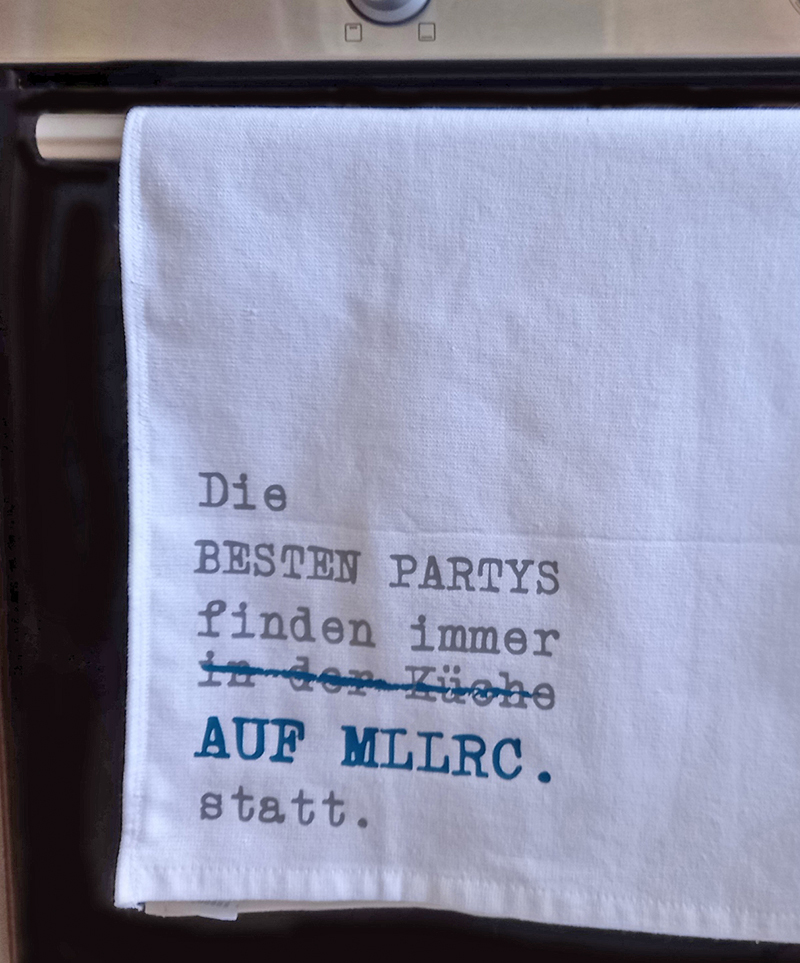 Die
BESTEN PARTYS
finden immer
in der Küche
AUF MLLRC.
statt.